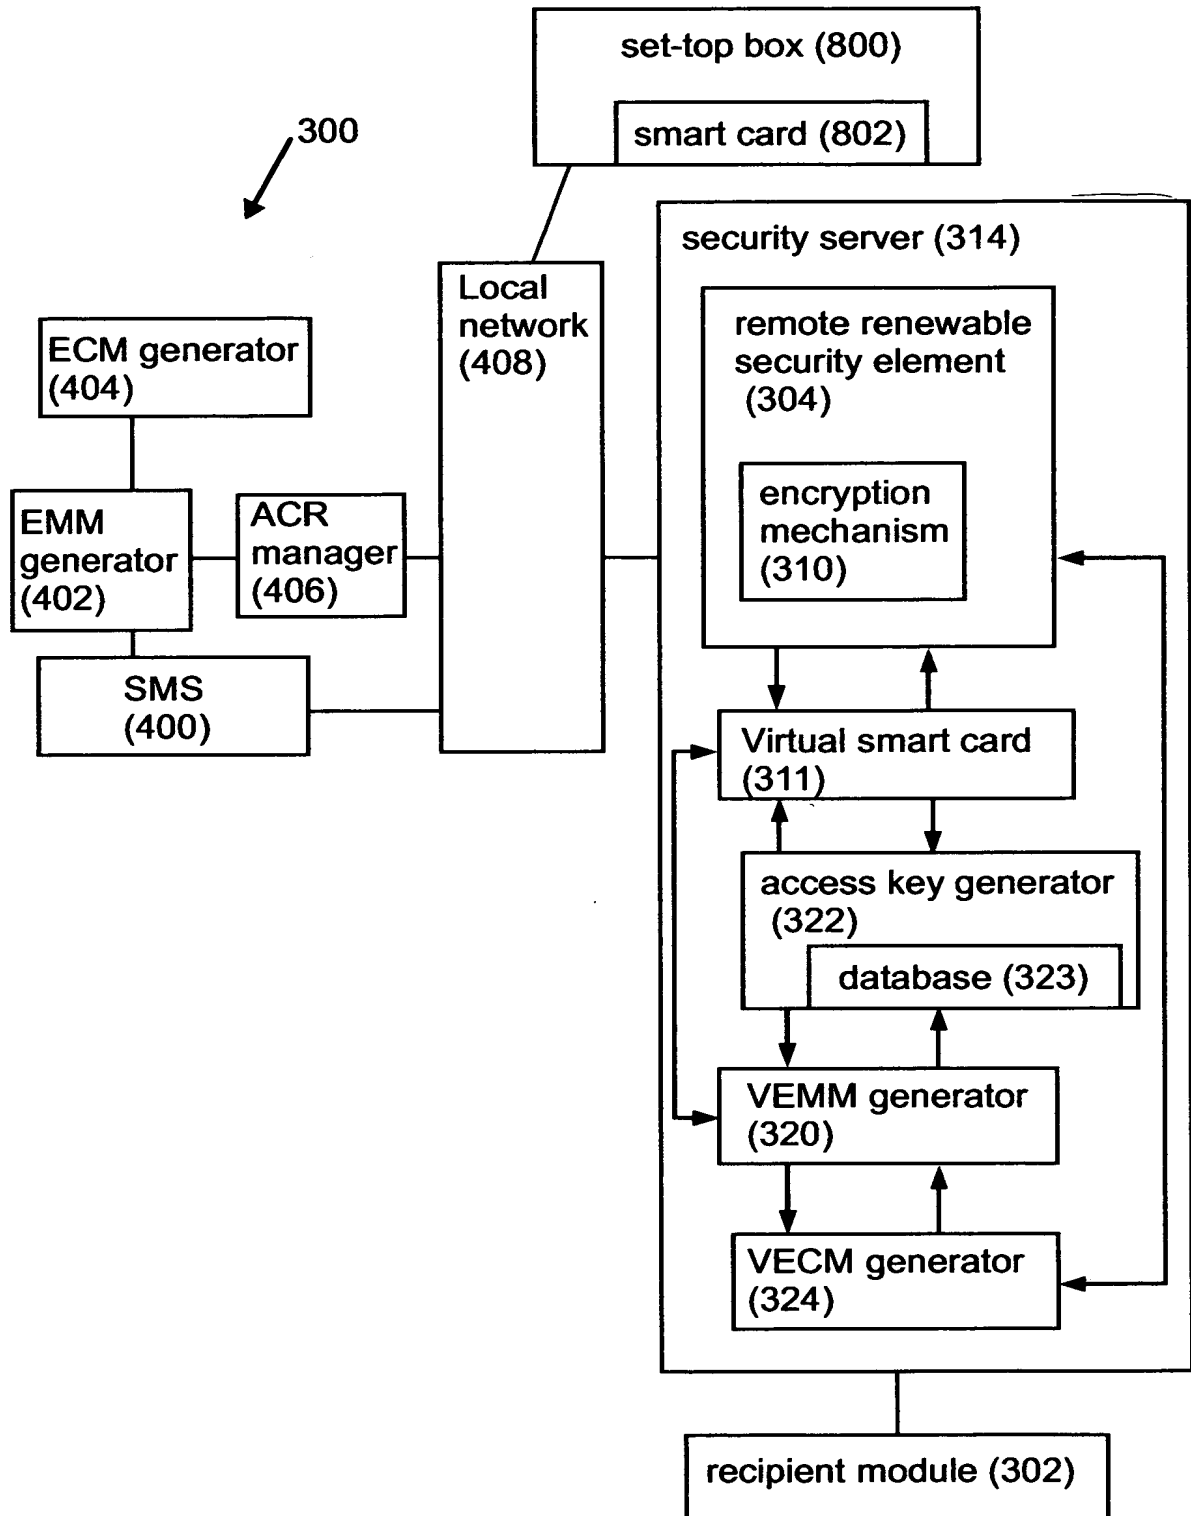 set-top box (800)
smart card (802)
300
security server (314)
Local
network
(408)
remote renewable
security element
(304)
ECM generator
(404)
encryption
mechanism
(310)
EMM
generator
(402)
ACR
manager
(406)
SMS
(400)
Virtual smart card
(311)
access key generator
(322)
database (323)
VEMM generator
(320)
VECM generator
(324)
recipient module (302)